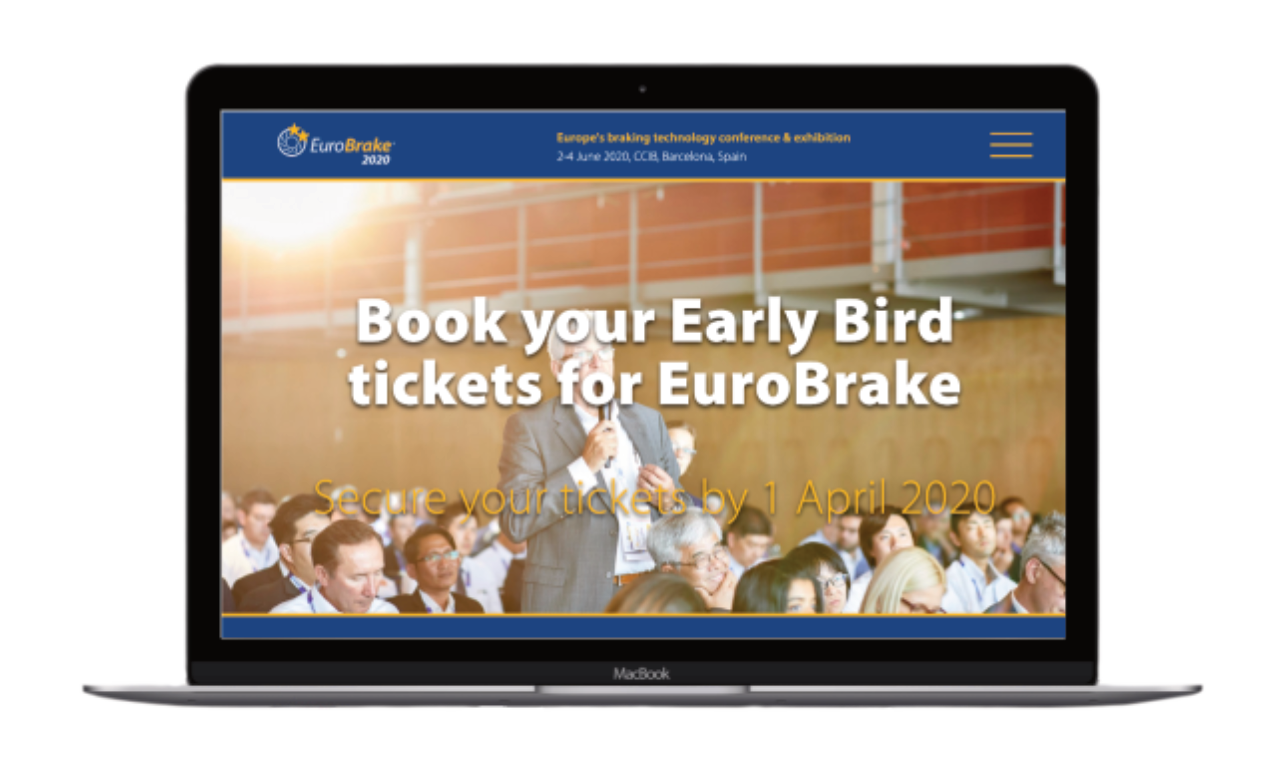 EuroBrake
2020
Europe's braking technology conference & exhibition
2-4 June 2020, CCIB, Barcelona, Spain
Book your Early Bird
tickets for EuroBrake
Secure your tickets by 1 April 2020
MacBook